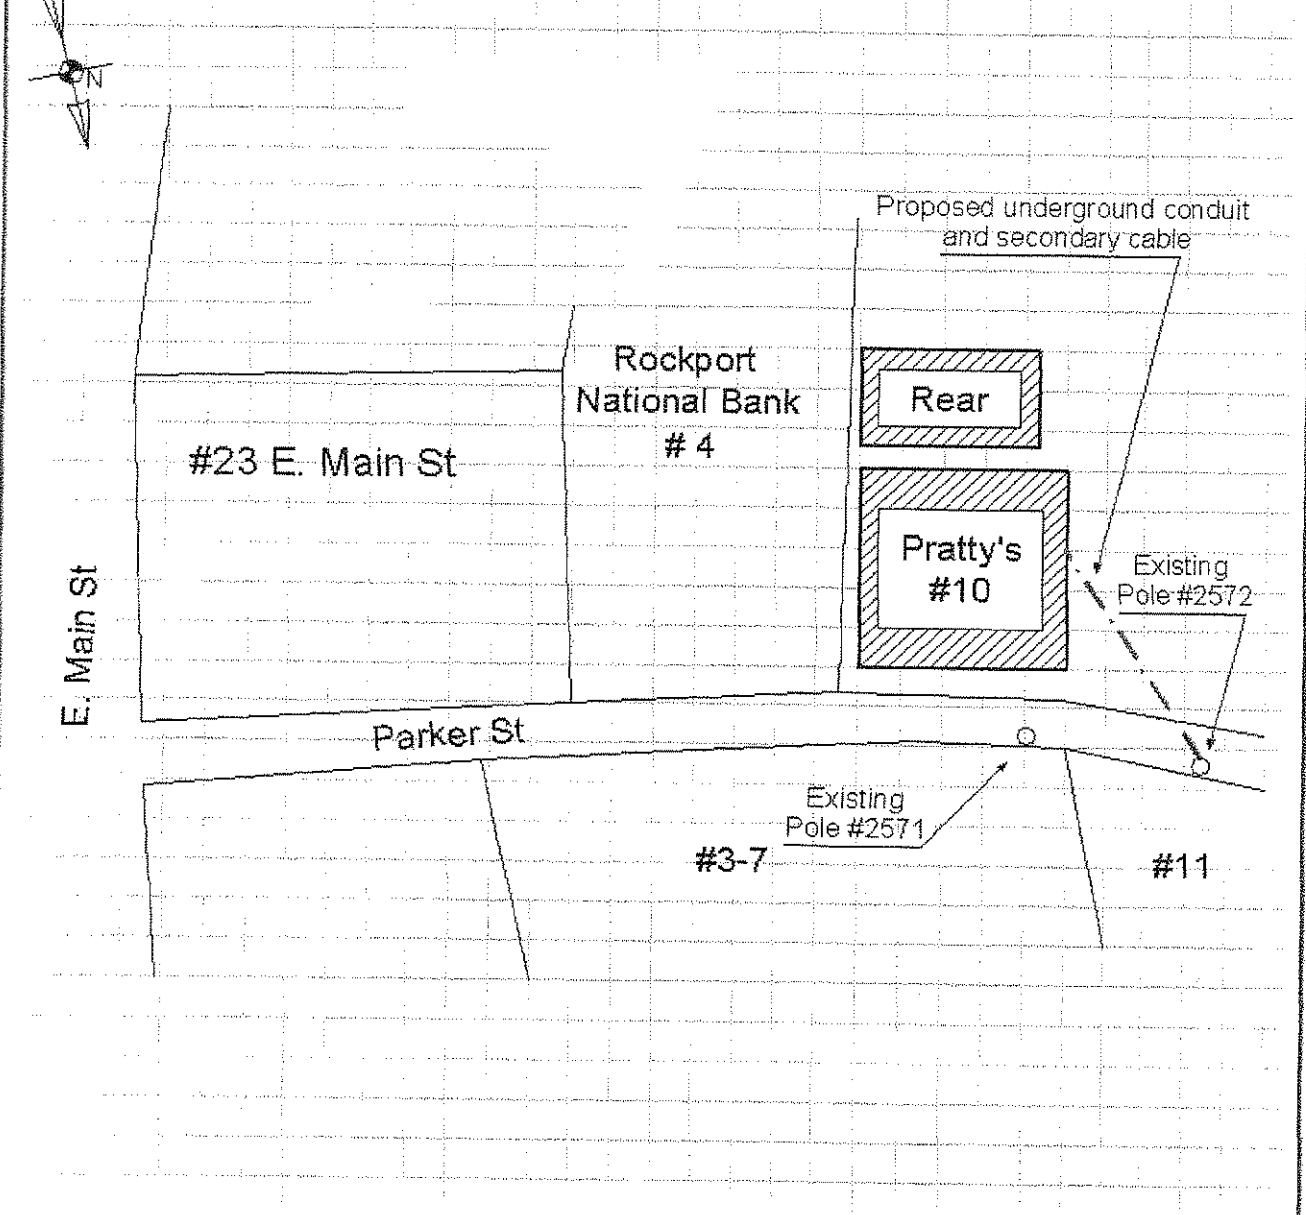 N
Proposed underground conduit
and secondary cable
Rockport
National Bank
# 4
Rear
#23 E. Main St
Pratty's
#10
Existing
Pole #2572
E. Main St
Parker St
Existing
Pole #2571
#3-7
#11